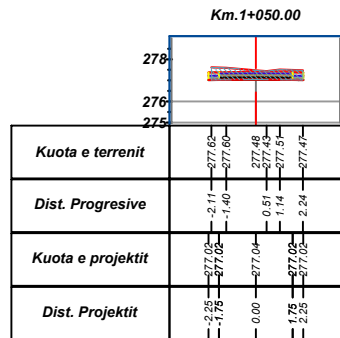 Km.1+050.00
278
276
275
Kuota e terrenit
277.62 277.60 277.48 277.43 277.51 277.47
Dist. Progresive
-2.11 -1.40 0.51 1.14 2.24
Kuota e projektit
277.02 277.02 277.04 277.02 277.02
Dist. Projektit
-2.25 -1.75 0.00 1.75 2.25